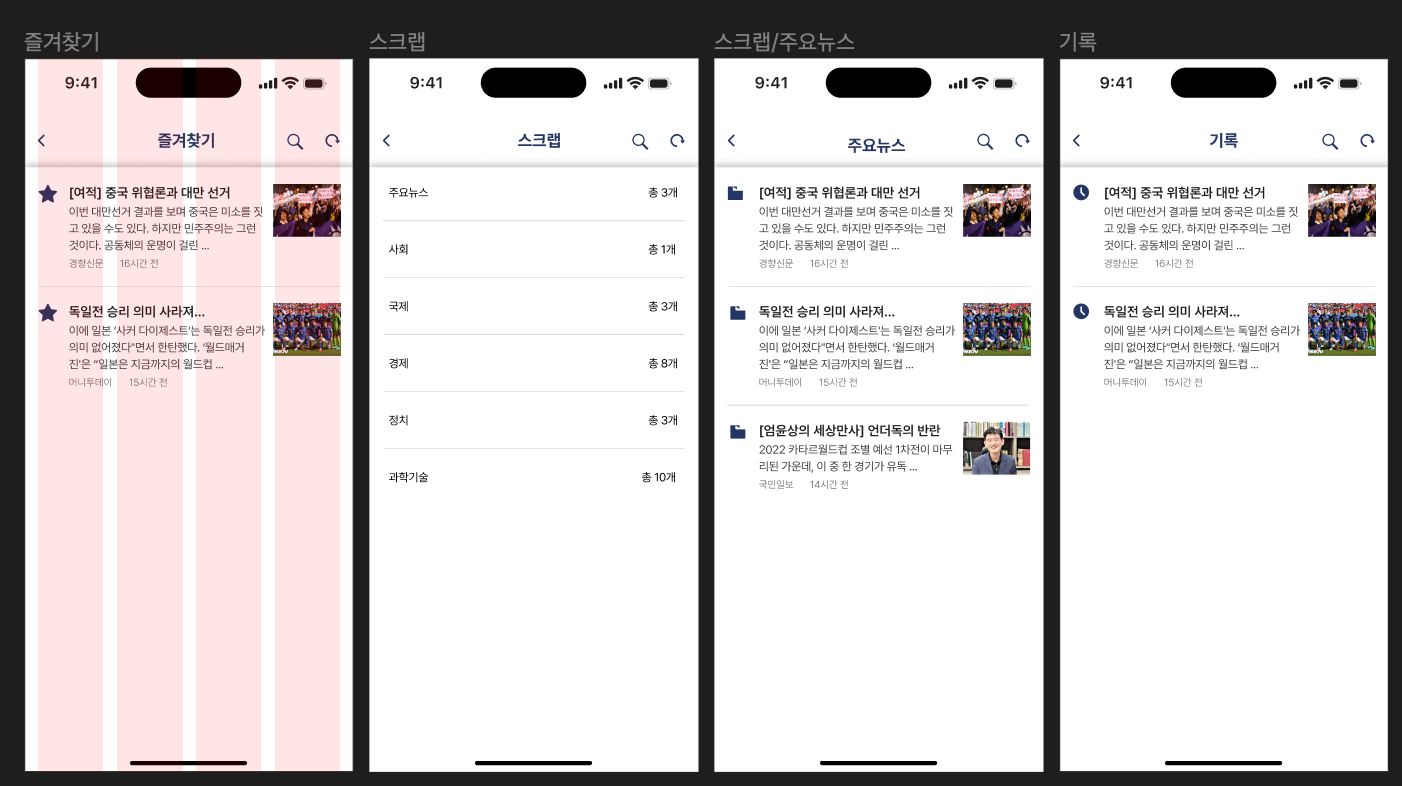 즐겨찾기
9:41
즐겨찾기
[여적] 중국 위협론과 대만 선거
이번 대만선거 결과를 보며 중국은 미소를 짓
고 있을 수도 있다. 하지만 민주주의는 그런
것이다. 공동체의 운명이 걸린 ...
경향신문 16시간 전
독일전 승리 의미 사라져...
이에 일본 ‘사커 다이제스트'는 독일전 승리가
의미 없어졌다"면서 한탄했다. ‘월드매거
진'은 “일본은 지금까지의 월드컵 ...
머니투데이 15시간 전
스크랩
9:41
스크랩
주요뉴스 총 3개
사회 총 1개
국제 총 3개
경제 총 8개
정치 총 3개
과학기술 총 10개
스크랩/주요뉴스
9:41
주요뉴스
[여적] 중국 위협론과 대만 선거
이번 대만선거 결과를 보며 중국은 미소를 짓
고 있을 수도 있다. 하지만 민주주의는 그런
것이다. 공동체의 운명이 걸린 ...
경향신문 16시간 전
독일전 승리 의미 사라져...
이에 일본 ‘사커 다이제스트'는 독일전 승리가
의미 없어졌다"면서 한탄했다. ‘월드매거
진'은 “일본은 지금까지의 월드컵 ...
머니투데이 15시간 전
[엄윤상의 세상만사] 언더독의 반란
2022 카타르월드컵 조별 예선 1차전이 마무
리된 가운데, 이 중 한 경기가 유독 ...
국민일보 14시간 전
기록
9:41
기록
[여적] 중국 위협론과 대만 선거
이번 대만선거 결과를 보며 중국은 미소를 짓
고 있을 수도 있다. 하지만 민주주의는 그런
것이다. 공동체의 운명이 걸린 ...
경향신문 16시간 전
독일전 승리 의미 사라져...
이에 일본 ‘사커 다이제스트'는 독일전 승리가
의미 없어졌다"면서 한탄했다. ‘월드매거
진'은 “일본은 지금까지의 월드컵 ...
머니투데이 15시간 전